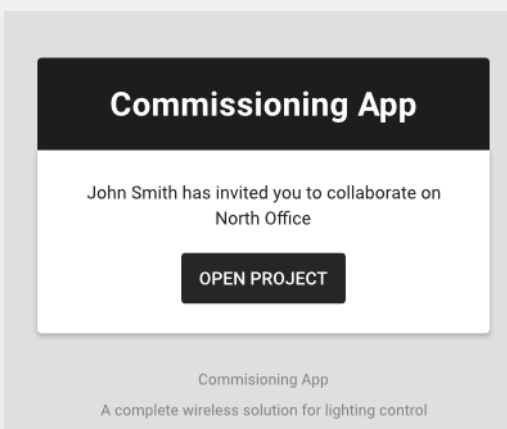 Commissioning App
John Smith has invited you to collaborate on
North Office
OPEN PROJECT
Commisioning App
A complete wireless solution for lighting control